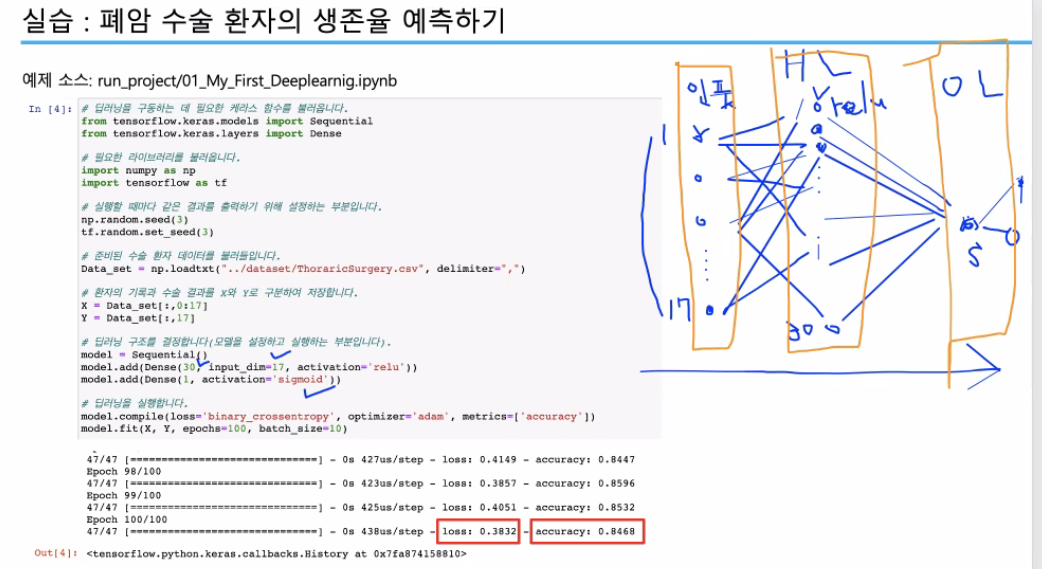 실습 : 폐암 수술 환자의 생존율 예측하기
예제 소스: run_project/01_My_First_Deeplearnig.ipynb
In [4]:
# 딥러닝을 구동하는 데 필요한 케라스 함수를 불러옵니다.
from tensorflow.keras.models import Sequential
from tensorflow.keras.layers import Dense
# 필요한 라이브러리를 불러옵니다.
import numpy as np
import tensorflow as tf
# 실행할 때마다 같은 결과를 출력하기 위해 설정하는 부분입니다.
np.random.seed(3)
tf.random.set_seed(3)
# 준비된 수술 환자 데이터를 불러들입니다.
Data_set = np.loadtxt("../dataset/ThoraricSurgery.csv", delimiter=",")
# 환자의 기록과 수술 결과를 X와 Y로 구분하여 저장합니다.
X = Data_set[:,0:17]
Y = Data_set[:,17]
# 딥러닝 구조를 결정합니다(모델을 설정하고 실행하는 부분입니다).
model = Sequential()
model.add(Dense(30, input_dim=17, activation='relu'))
model.add(Dense(1, activation='sigmoid'))
# 딥러닝을 실행합니다.
model.compile(loss='binary_crossentropy', optimizer='adam', metrics=['accuracy'])
model.fit(X, Y, epochs=100, batch_size=10)
47/47 [==============================] - 0s 427us/step - loss: 0.4149 - accuracy: 0.8447
Epoch 98/100
47/47 [==============================] - 0s 423us/step - loss: 0.3857 - accuracy: 0.8596
Epoch 99/100
47/47 [==============================] - 0s 425us/step - loss: 0.4051 - accuracy: 0.8532
Epoch 100/100
47/47 [==============================] - 0s 438us/step - loss: 0.3832 - accuracy: 0.8468
Out[4]: <tensorflow.python.keras.callbacks.History at 0x7fa874158810>
인풋
HL
OL
relu
1
17
30
S
1
0